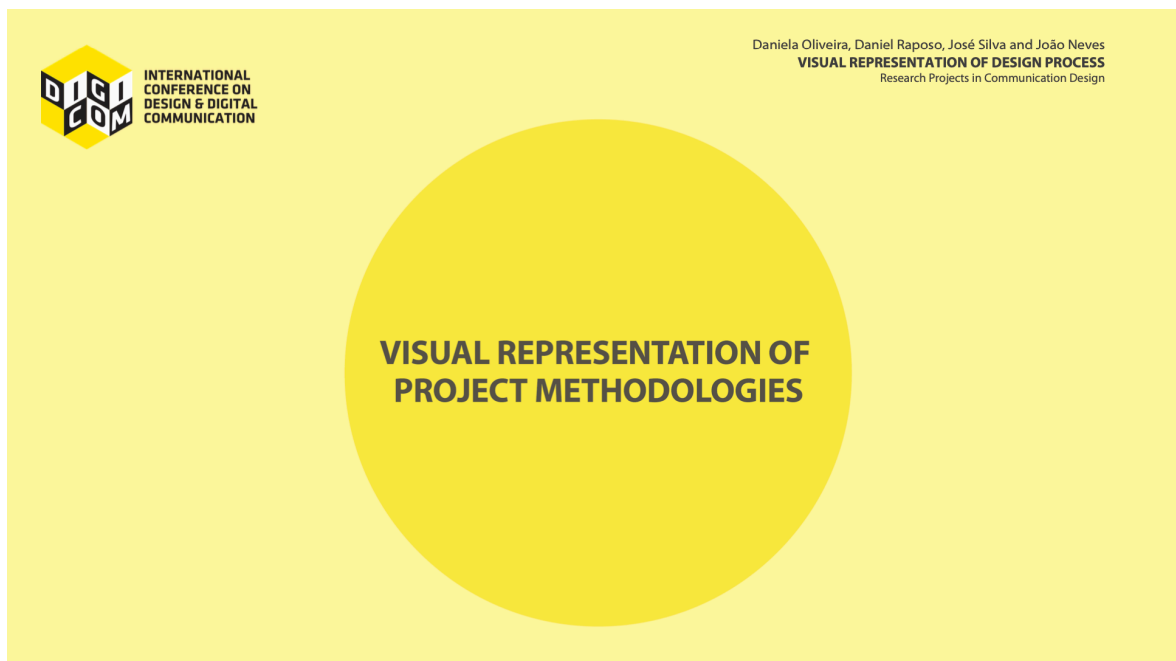 DIGI
COM
INTERNATIONAL
CONFERENCE ON
DESIGN & DIGITAL
COMMUNICATION
Daniela Oliveira, Daniel Raposo, José Silva and João Neves
VISUAL REPRESENTATION OF DESIGN PROCESS
Research Projects in Communication Design
VISUAL REPRESENTATION OF
PROJECT METHODOLOGIES